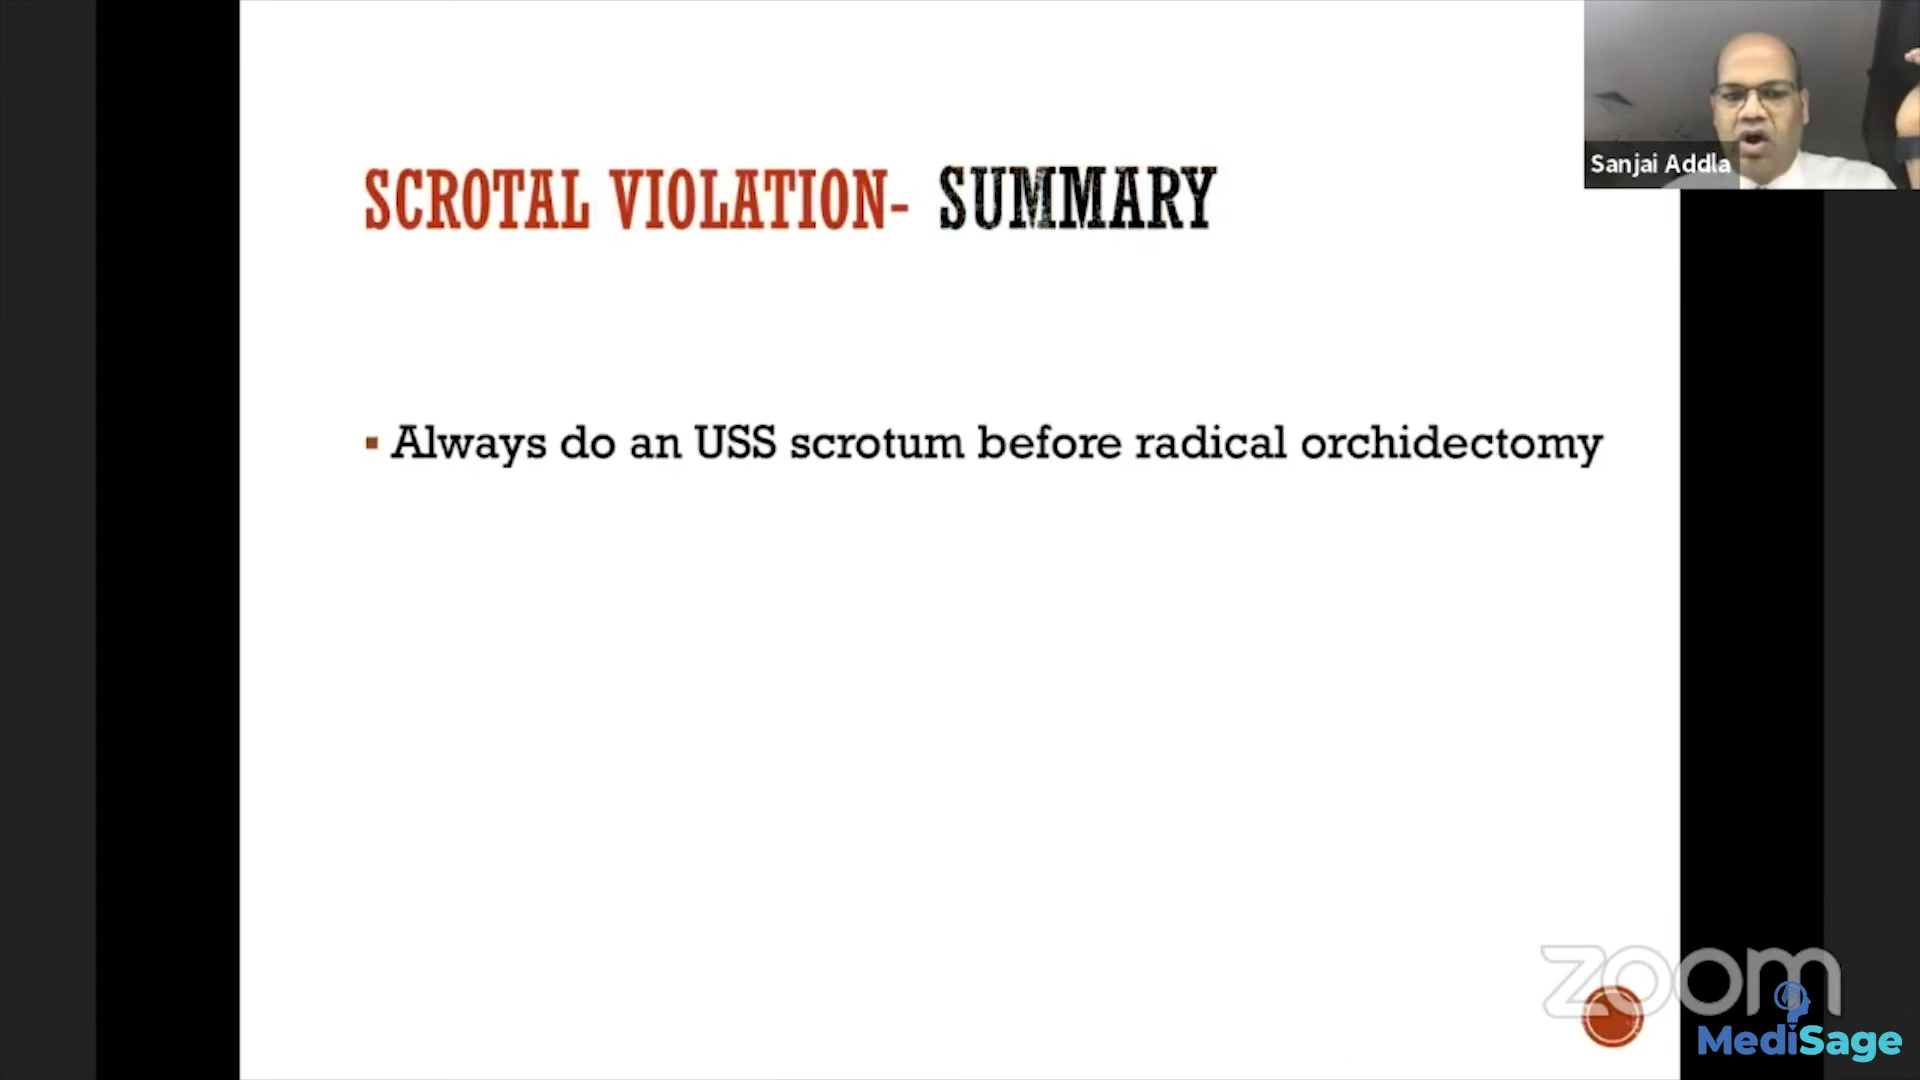 Sanjai Addla
SCROTAL VIOLATION- SUMMARY
▪ Always do an USS scrotum before radical orchidectomy
zoom
MediSage